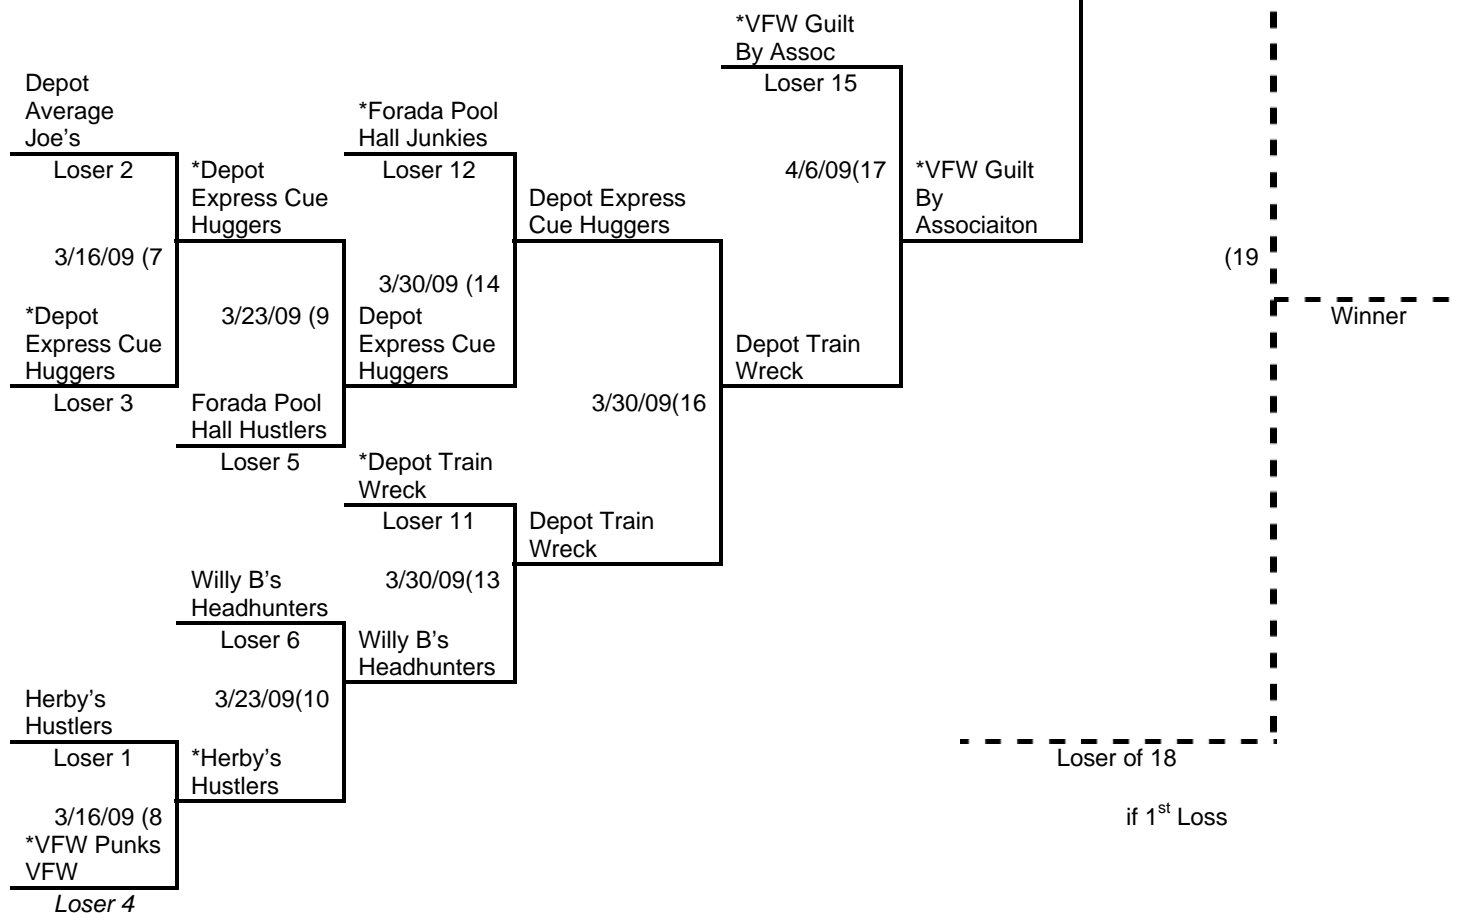 *VFW Guilt
By Assoc
Loser 15
Depot
Average
Joe's
Loser 2
*Forada Pool
Hall Junkies
Loser 12
*Depot
Express Cue
Huggers
4/6/09(17
*VFW Guilt
By
Associaiton
Depot Express
Cue Huggers
3/16/09 (7
(19
3/30/09 (14
*Depot
Express Cue
Huggers
Loser 3
3/23/09 (9
Depot
Express Cue
Huggers
Winner
Depot Train
Wreck
Forada Pool
Hall Hustlers
Loser 5
3/30/09(16
*Depot Train
Wreck
Loser 11
Depot Train
Wreck
Willy B’s
Headhunters
Loser 6
3/30/09(13
Willy B’s
Headhunters
Herby’s
Hustlers
Loser 1
3/23/09(10
*Herby’s
Hustlers
Loser of 18
if 1st Loss
3/16/09 (8
*VFW Punks
VFW
Loser 4